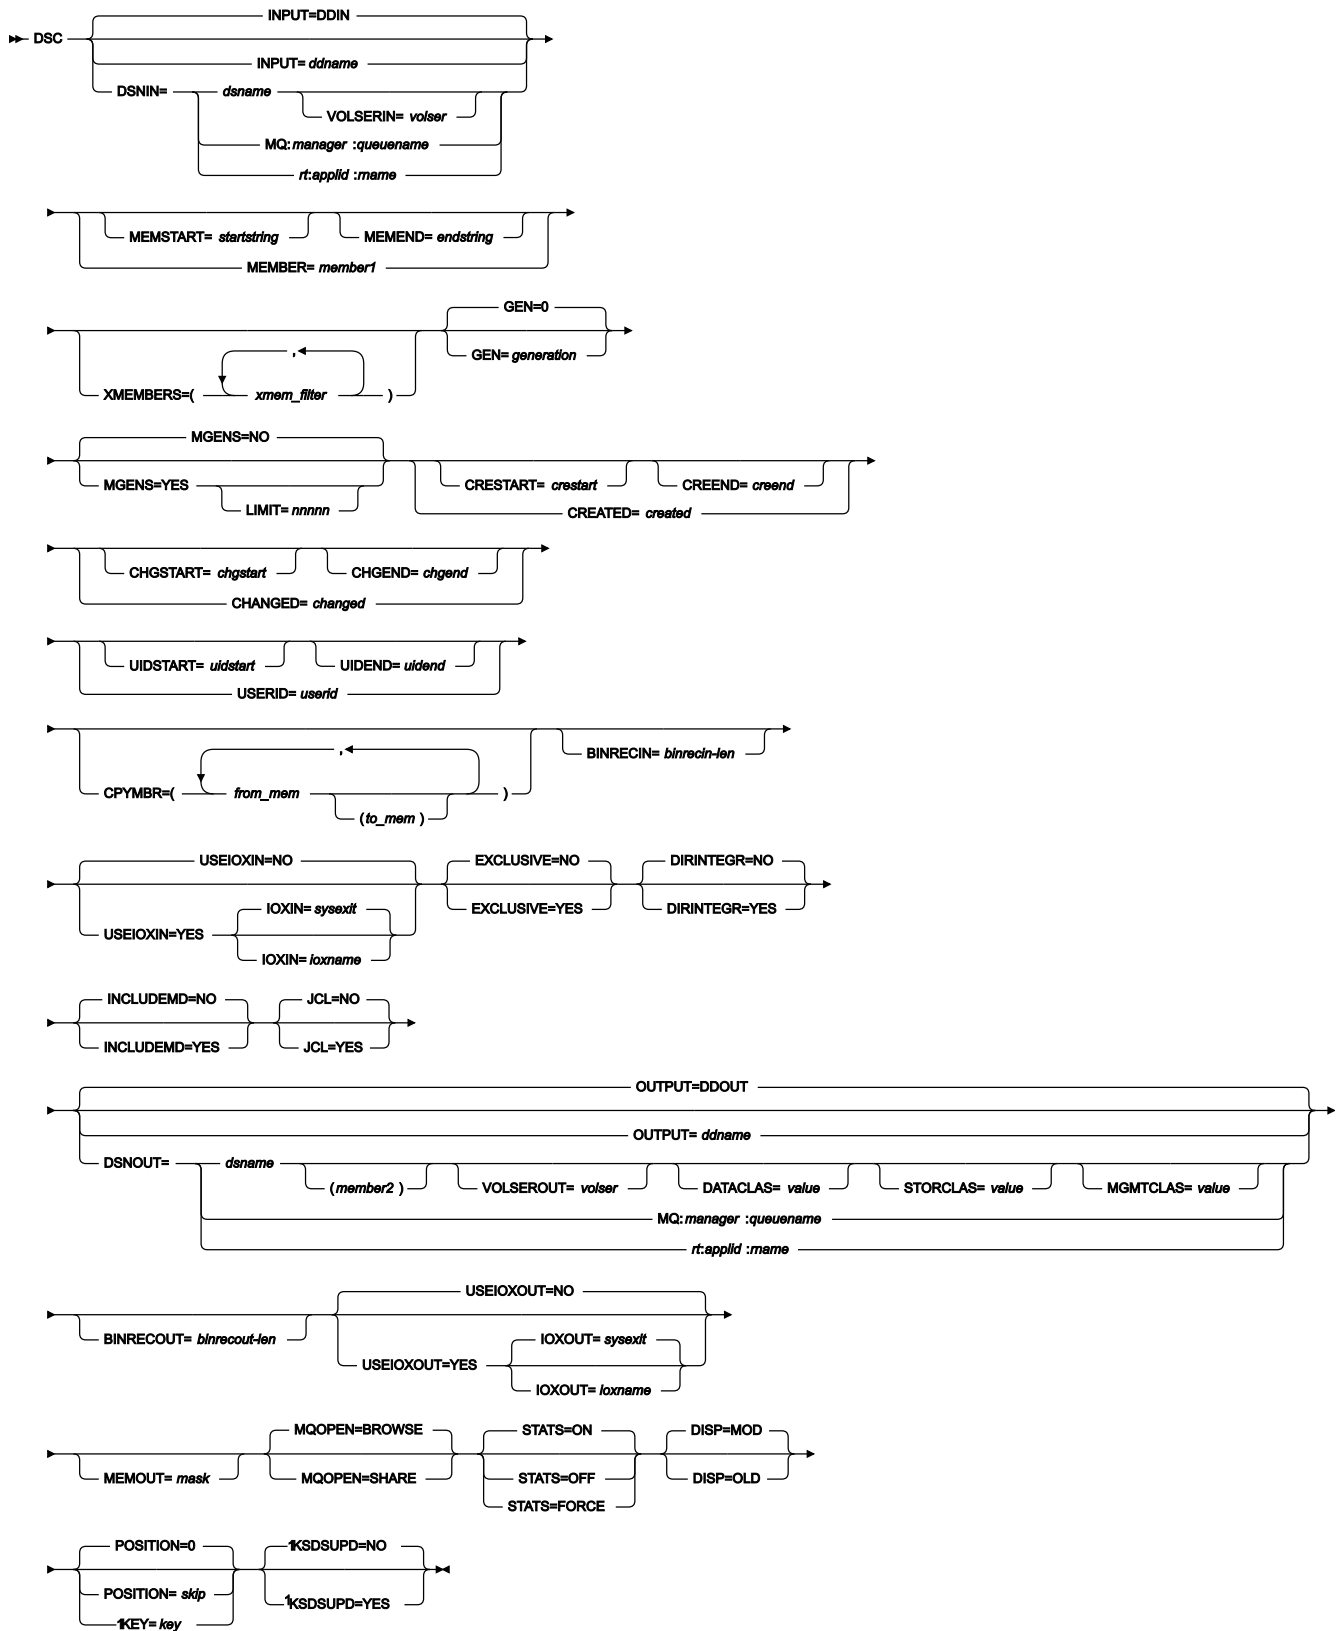 INPUT=DDIN
DSC
INPUT= ddname
DSNIN= dsname
VOLSERIN= volser
MQ:manager :queuename
rt:applid :rname
MEMSTART= startstring MEMEND= endstring
MEMBER= member1
GEN=0
GEN= generation
,
XMEMBERS=( xmem_filter )
MGENS=NO
MGENS=YES CRESTART= crestart CREEND= creend
LIMIT= nnnnn CREATED= created
CHGSTART= chgstart CHGEND= chgend
CHANGED= changed
UIDSTART= uidstart UIDEND= uidend
USERID= userid
, BINRECIN= binrecin-len
CPYMBR=( from_mem )
(to_mem )
USEIOXIN=NO EXCLUSIVE=NO DIRINTEGR=NO
IOXIN= sysexit EXCLUSIVE=YES DIRINTEGR=YES
USEIOXIN=YES
IOXIN= ioxname
INCLUDEMD=NO JCL=NO
INCLUDEMD=YES JCL=YES
OUTPUT=DDOUT
OUTPUT= ddname
DSNOUT= dsname
(member2 ) VOLSEROUT= volser DATACLAS= value STORCLAS= value MGMTCLAS= value
MQ:manager :queuename
rt:applid :rname
USEIOXOUT=NO
BINRECOUT= binrecout-len IOXOUT= sysexit
USEIOXOUT=YES
IOXOUT= ioxname
MQOPEN=BROWSE STATS=ON DISP=MOD
MEMOUT= mask MQOPEN=SHARE STATS=OFF DISP=OLD
STATS=FORCE
POSITION=0 1KSDSUPD=NO
POSITION= skip 1KSDSUPD=YES
1KEY= key